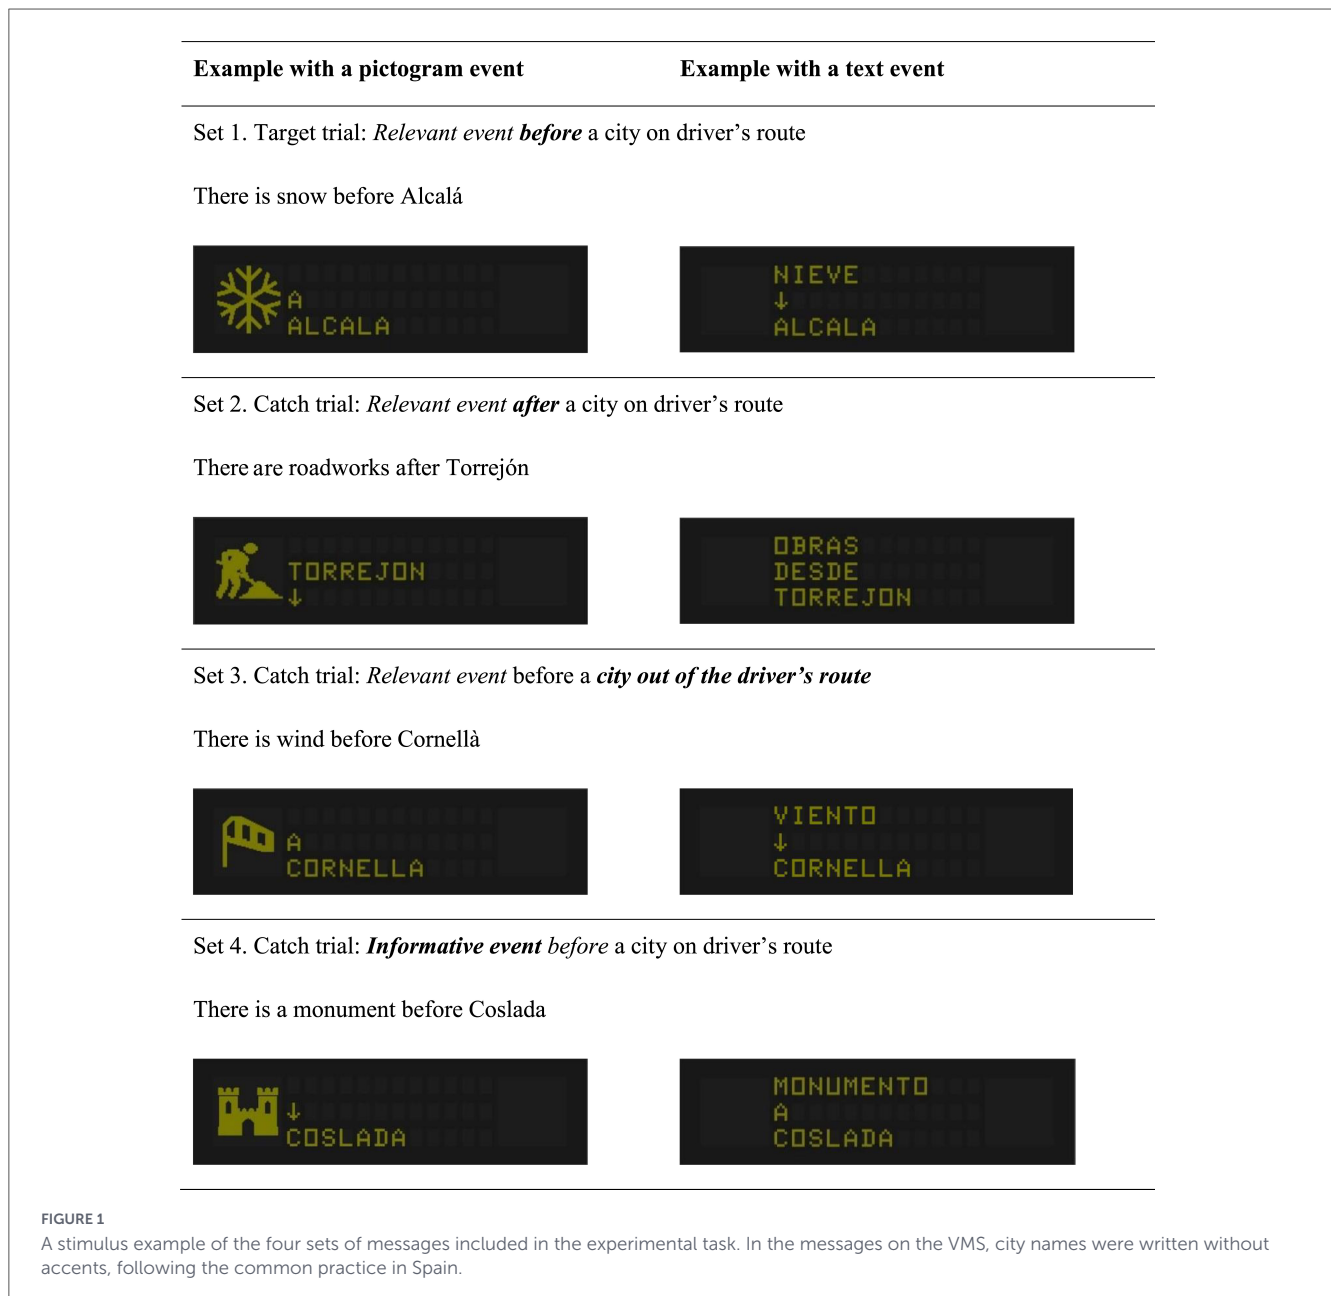 Example with a pictogram event Example with a text event
Set 1. Target trial: Relevant event before a city on driver’s route
There is snow before Alcalá
A
ALCALA
NIEVE
↓
ALCALA
Set 2. Catch trial: Relevant event after a city on driver’s route
There are roadworks after Torrejón
TORREJON
↓
OBRAS
DESDE
TORREJON
Set 3. Catch trial: Relevant event before a city out of the driver’s route
There is wind before Cornellà
A
CORNELLA
VIENTO
↓
CORNELLA
Set 4. Catch trial: Informative event before a city on driver’s route
There is a monument before Coslada
↓
COSLADA
MONUMENTO
A
COSLADA
FIGURE 1
A stimulus example of the four sets of messages included in the experimental task. In the messages on the VMS, city names were written without
accents, following the common practice in Spain.